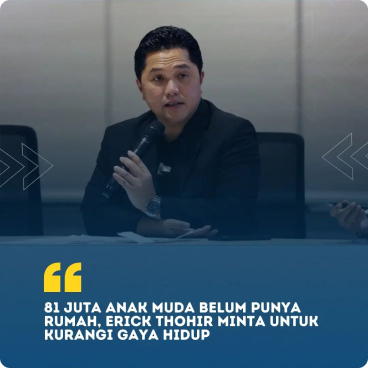 81 JUTA ANAK MUDA BELUM PUNYA
RUMAH, ERICK THOHIR MINTA UNTUK
KURANGI GAYA HIDUP